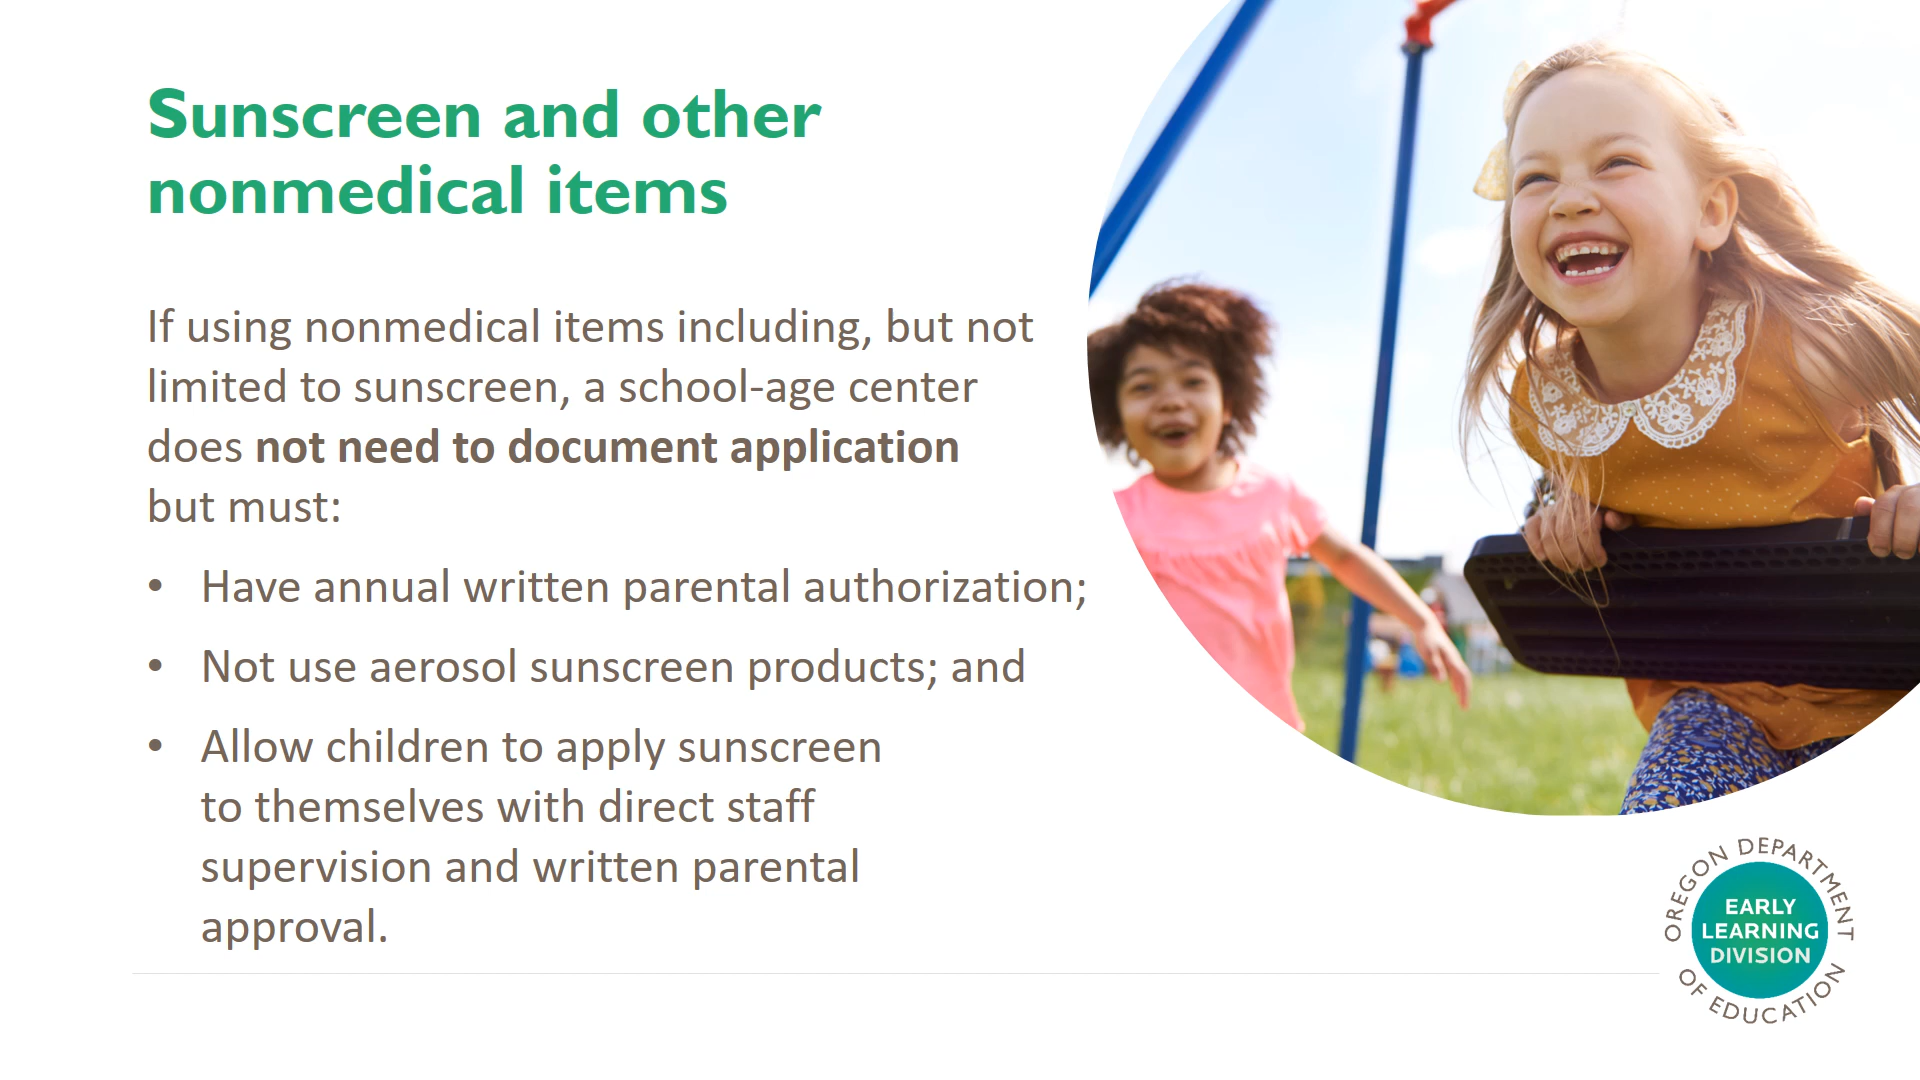 Sunscreen and other
nonmedical items
If using nonmedical items including, but not
limited to sunscreen, a school-age center
does not need to document application
but must:
• Have annual written parental authorization;
• Not use aerosol sunscreen products; and
• Allow children to apply sunscreen
to themselves with direct staff
supervision and written parental
approval.
OREGON DEPARTMENT
EARLY
LEARNING
DIVISION
OF EDUCATION